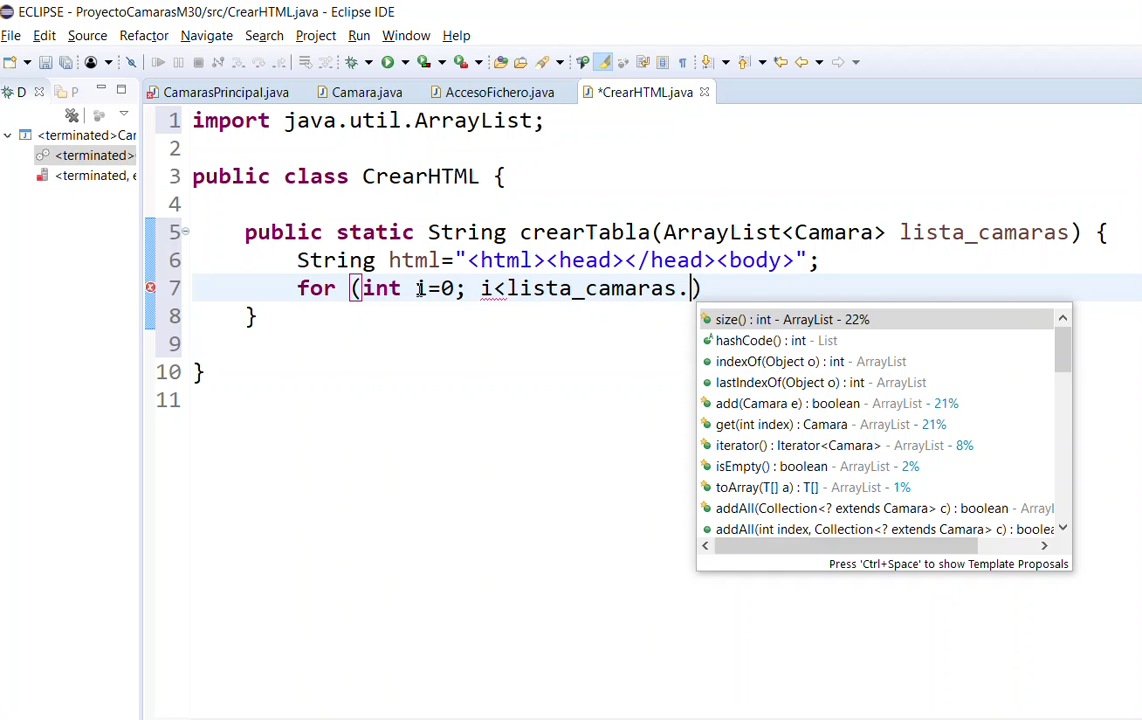 ECLIPSE - ProyectoCamarasM30/src/CrearHTML.java - Eclipse IDE
File Edit Source Refactor Navigate Search Project Run Window Help
D P CamarasPrincipal.java Camara.java AccesoFichero.java *CrearHTML.java
<terminated>Car
<terminated>
<terminated, e
1 import java.util.ArrayList;
2
3 public class CrearHTML {
4
5 public static String crearTabla(ArrayList<Camara> lista_camaras) {
6 String html="<html><head></head><body>";
7 for (int i=0; i<lista_camaras.)
8 }
9
10 }
11
size() : int - ArrayList - 22%
hashCode() : int - List
indexOf(Object o) : int - ArrayList
lastIndexOf(Object o) : int - ArrayList
add(Camara e) : boolean - ArrayList - 21%
get(int index) : Camara - ArrayList - 21%
iterator() : Iterator<Camara> - ArrayList - 8%
isEmpty() : boolean - ArrayList - 2%
toArray(T[] a) : T[] - ArrayList - 1%
addAll(Collection<? extends Camara> c) : boolean - Arrayl
addAll(int index, Collection<? extends Camara> c) : boolea
Press 'Ctrl+Space' to show Template Proposals